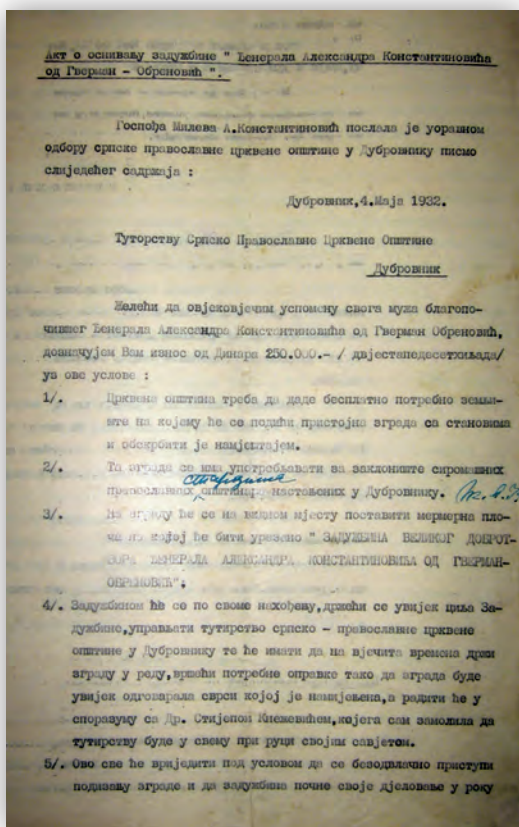 Акт о оснивању задужбине " Ђенерала Александра Константиновића
од Гверман - Обреновић ".
Госпођа Милева А.Константиновић послала је управном
одбору српске православне црквене општине у Дубровнику писмо
слиједећег садржаја :
Дубровник,4.Маја 1932.
Туторству Српско Православне Црквене Општине
Дубровник
Желећи да овјековјечим успомену свога мужа благопо-
чившег Ђенерала Александра Константиновића од Гверман Обреновић,
дозначујем Вам износ од Динара 250.000.- / двјестапедесетхиљада/
уз ове услове :
1/. Црквена општина треба да даде бесплатно потребно земљи-
ште на којему ће се подићи пристојна зграда са становима
и обскрбити је намјештајем.
2/. Та зграда се има употребљавати за заклониште сиромашних
православних општинара настањених у Дубровнику.
3/. На зграду ће се на видном мјесту поставити мермерна пло-
ча на којој ће бити урезано " ЗАДУЖБИНА ВЕЛИКОГ ДОБРОТ-
ВОРА ЂЕНЕРАЛА АЛЕКСАНДРА КОНСТАНТИНОВИЋА ОД ГВЕРМАН-
ОБРЕНОВИЋ";
4/. Задужбином ће се по своме нахођењу,држећи се увијек циља За-
дужбине,управљати туторство српско - православне црквене
општине у Дубровнику те ће имати да на вјечита времена држи
зграду у реду,вршећи потребне оправке тако да зграда буде
увијек одговарала сврси којој је намијењена,а радити ће у
споразуму са Др. Стијепом Кнежевићем,којега сам замолила да
туторству буде у свему при руци својим савјетом.
5/. Ово све ће вриједити под условом да се безодвлачно приступи
подизању зграде и да задужбина почне своје дјеловање у року